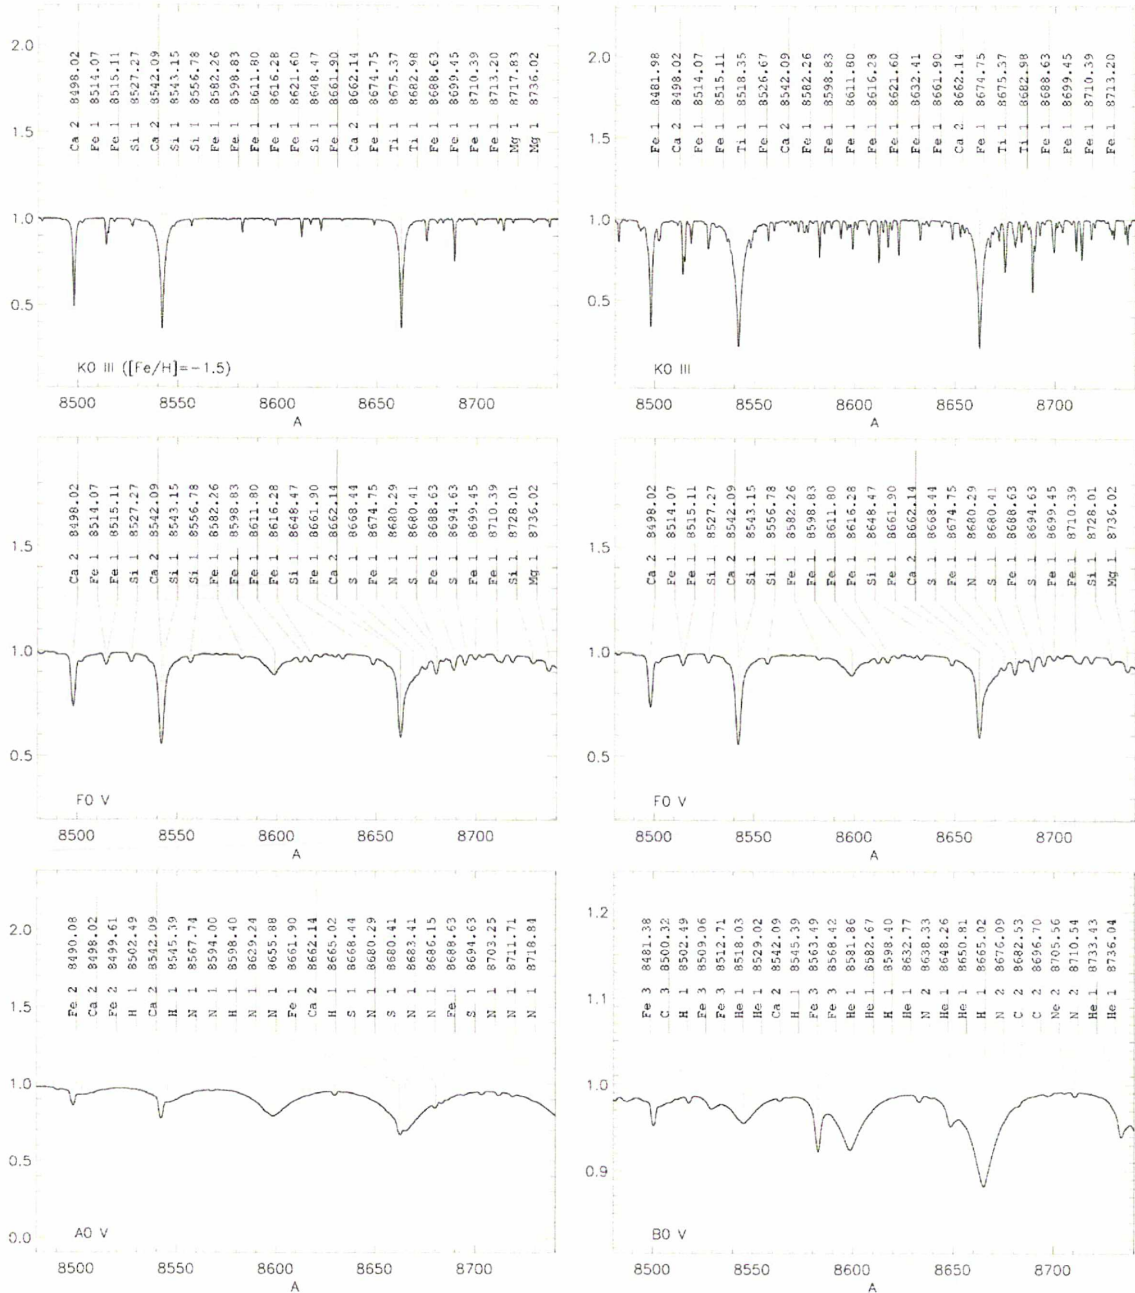 2.0
1.5
1.0
0.5
Ca 2 8498.02
Fe 1 8514.07
Fe 1 8515.11
Si 1 8527.27
Ca 2 8542.09
Si 1 8543.15
Si 1 8556.78
Fe 1 8582.26
Fe 1 8598.83
Fe 1 8611.80
Fe 1 8616.28
Fe 1 8621.60
Si 1 8648.47
Fe 1 8661.90
Ca 2 8662.14
Fe 1 8674.75
Ti 1 8675.37
Ti 1 8682.98
Fe 1 8688.63
Fe 1 8699.45
Fe 1 8710.39
Fe 1 8713.20
Mg 1 8717.83
Mg 1 8736.02
K0 III ([Fe/H]=-1.5)
8500 8550 8600 8650 8700
A
2.0
1.5
1.0
0.5
Fe 1 8481.98
Ca 2 8498.02
Fe 1 8514.07
Fe 1 8515.11
Ti 1 8518.35
Fe 1 8526.67
Ca 2 8542.09
Fe 1 8582.26
Fe 1 8598.83
Fe 1 8611.80
Fe 1 8616.28
Fe 1 8621.60
Fe 1 8632.41
Fe 1 8661.90
Ca 2 8662.14
Fe 1 8674.75
Ti 1 8675.37
Ti 1 8682.98
Fe 1 8688.63
Fe 1 8699.45
Fe 1 8710.39
Fe 1 8713.20
K0 III
8500 8550 8600 8650 8700
A
1.5
1.0
0.5
Ca 2 8498.02
Fe 1 8514.07
Fe 1 8515.11
Si 1 8527.27
Ca 2 8542.09
Si 1 8543.15
Si 1 8556.78
Fe 1 8582.26
Fe 1 8598.83
Fe 1 8611.80
Fe 1 8616.28
Si 1 8648.47
Fe 1 8661.90
Ca 2 8662.14
S 1 8668.44
Fe 1 8674.75
N 1 8680.29
S 1 8680.41
Fe 1 8688.63
S 1 8694.63
Fe 1 8699.45
Fe 1 8710.39
Si 1 8728.01
Mg 1 8736.02
F0 V
8500 8550 8600 8650 8700
A
1.5
1.0
0.5
Ca 2 8498.02
Fe 1 8514.07
Fe 1 8515.11
Si 1 8527.27
Ca 2 8542.09
Si 1 8543.15
Si 1 8556.78
Fe 1 8582.26
Fe 1 8598.83
Fe 1 8611.80
Fe 1 8616.28
Si 1 8648.47
Fe 1 8661.90
Ca 2 8662.14
S 1 8668.44
Fe 1 8674.75
N 1 8680.29
S 1 8680.41
Fe 1 8688.63
S 1 8694.63
Fe 1 8699.45
Fe 1 8710.39
Si 1 8728.01
Mg 1 8736.02
F0 V
8500 8550 8600 8650 8700
A
2.0
1.5
1.0
0.5
0.0
Fe 2 8490.08
Ca 2 8498.02
Fe 2 8499.61
H 1 8502.49
Ca 2 8542.09
H 1 8545.39
N 1 8567.74
N 1 8594.00
H 1 8598.40
N 1 8629.24
N 1 8695.88
Fe 1 8661.90
Ca 2 8662.14
H 1 8665.02
S 1 8668.44
N 1 8680.29
S 1 8680.41
N 1 8683.41
N 1 8686.15
Fe 1 8688.63
S 1 8694.63
N 1 8703.25
N 1 8711.71
N 1 8718.84
A0 V
8500 8550 8600 8650 8700
A
1.2
1.1
1.0
0.9
Fe 3 8481.38
C 3 8500.32
H 1 8502.49
Fe 3 8509.06
Fe 3 8512.71
He 1 8518.03
He 1 8529.02
Ca 2 8542.09
H 1 8545.39
Fe 3 8563.49
Fe 3 8568.42
He 1 8581.86
He 1 8582.67
H 1 8598.40
He 1 8632.77
N 2 8638.33
He 1 8648.26
He 1 8650.81
H 1 8665.02
N 2 8676.09
C 2 8682.53
C 2 8696.70
Ne 2 8705.56
N 2 8710.54
He 1 8733.43
He 1 8736.04
B0 V
8500 8550 8600 8650 8700
A